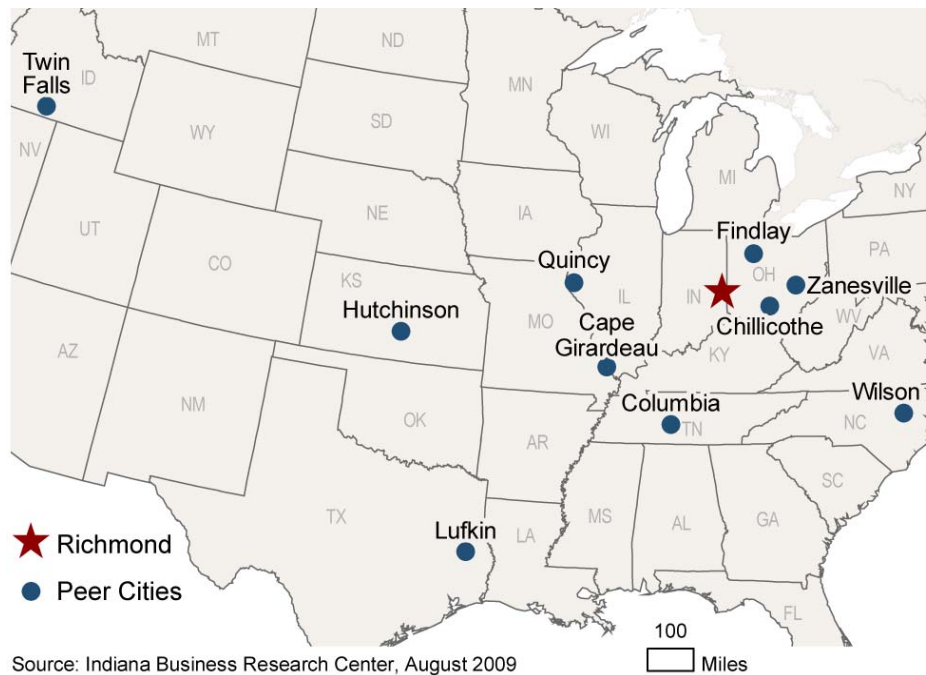 MT
ND
MN
Twin
Falls
ID
SD
WI
WY
MI
NY
NV
NE
IA
Findlay
PA
UT
Quincy
OH
CO
KS
IL
IN
Zanesville
Hutchinson
MO
Chillicothe
WV
Cape
Girardeau
KY
VA
AZ
NM
OK
Columbia
TN
Wilson
NC
AR
SC
TX
Lufkin
LA
MS
AL
GA
Richmond
Peer Cities
FL
100
Miles
Source: Indiana Business Research Center, August 2009